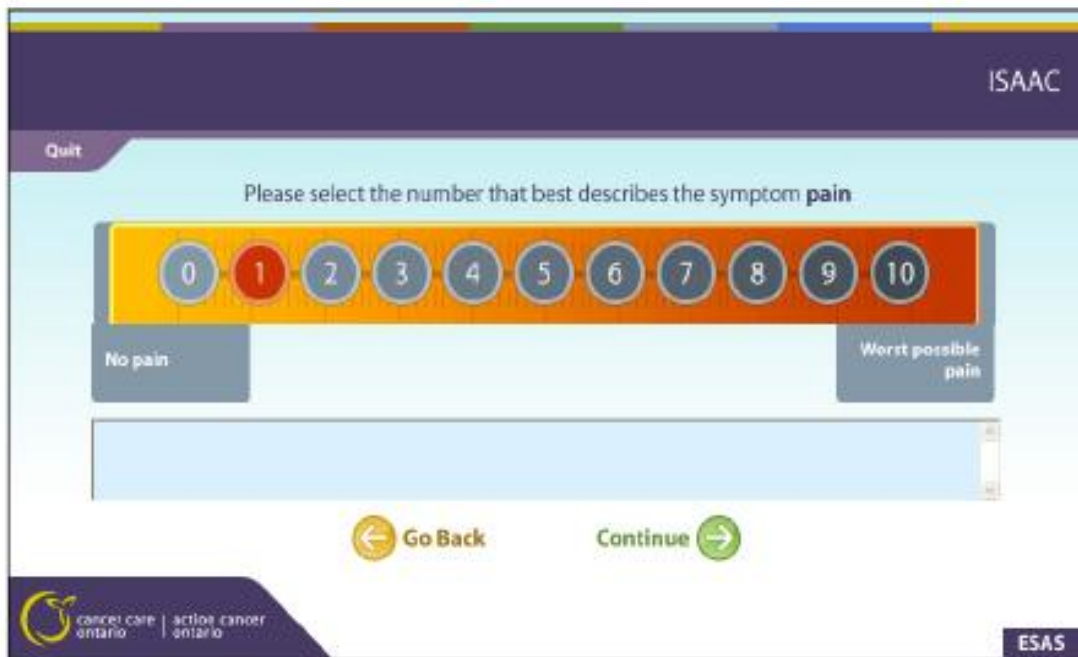 ISAAC
Quit
Please select the number that best describes the symptom pain
0 1 2 3 4 5 6 7 8 9 10
No pain
Worst possible
pain
Go Back
Continue
cancer care | action cancer
ontario | ontario
ESAS